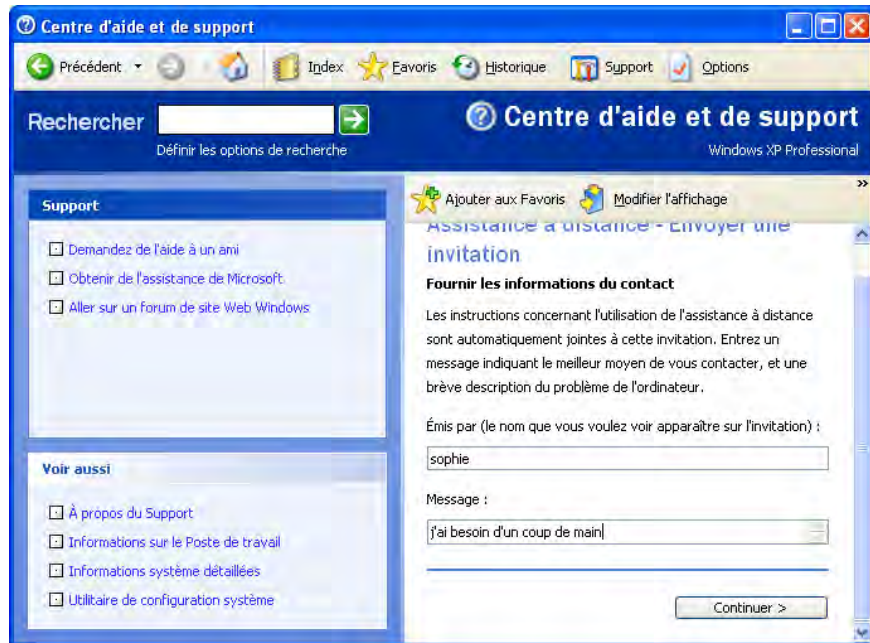 Centre d'aide et de support
Précédent Index Favoris Historique Support Options
Rechercher
Définir les options de recherche
Centre d'aide et de support
Windows XP Professional
Support
Demandez de l'aide à un ami
Obtenir de l'assistance de Microsoft
Aller sur un forum de site Web Windows
Voir aussi
À propos du Support
Informations sur le Poste de travail
Informations système détaillées
Utilitaire de configuration système
Ajouter aux Favoris Modifier l'affichage »
Assistance à distance - Envoyer une
invitation
Fournir les informations du contact
Les instructions concernant l'utilisation de l'assistance à distance
sont automatiquement jointes à cette invitation. Entrez un
message indiquant le meilleur moyen de vous contacter, et une
brève description du problème de l'ordinateur.
Émis par (le nom que vous voulez voir apparaître sur l'invitation) :
sophie
Message :
j'ai besoin d'un coup de main
Continuer >